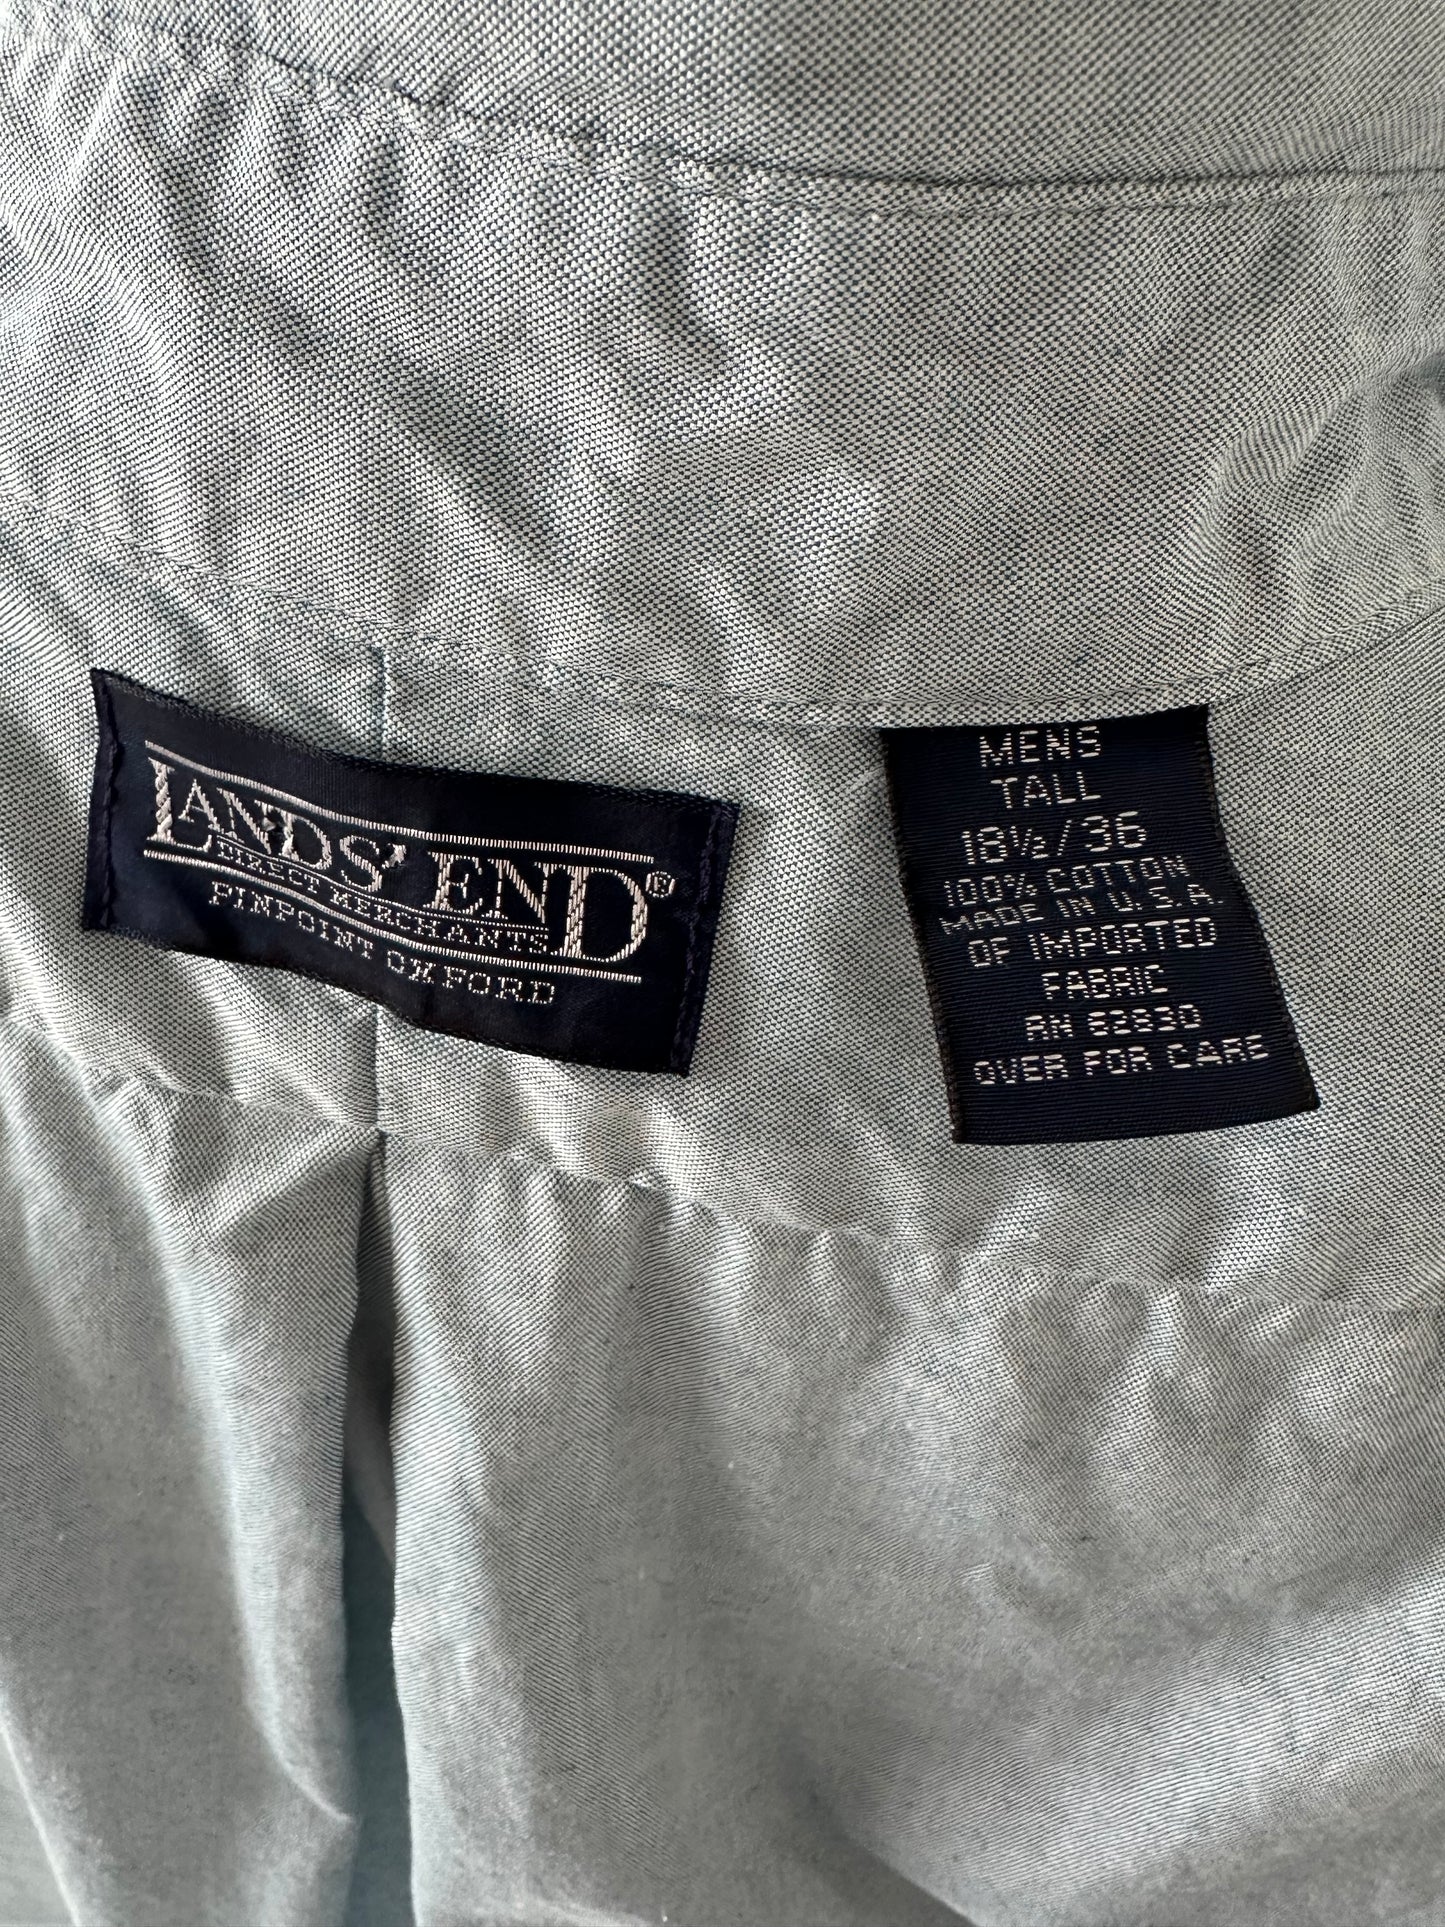 LANDS' END®
DIRECT MERCHANTS
PINPOINT OXFORD
MENS
TALL
18½/36
100% COTTON
MADE IN U.S.A.
OF IMPORTED
FABRIC
RN 62830
OVER FOR CARE